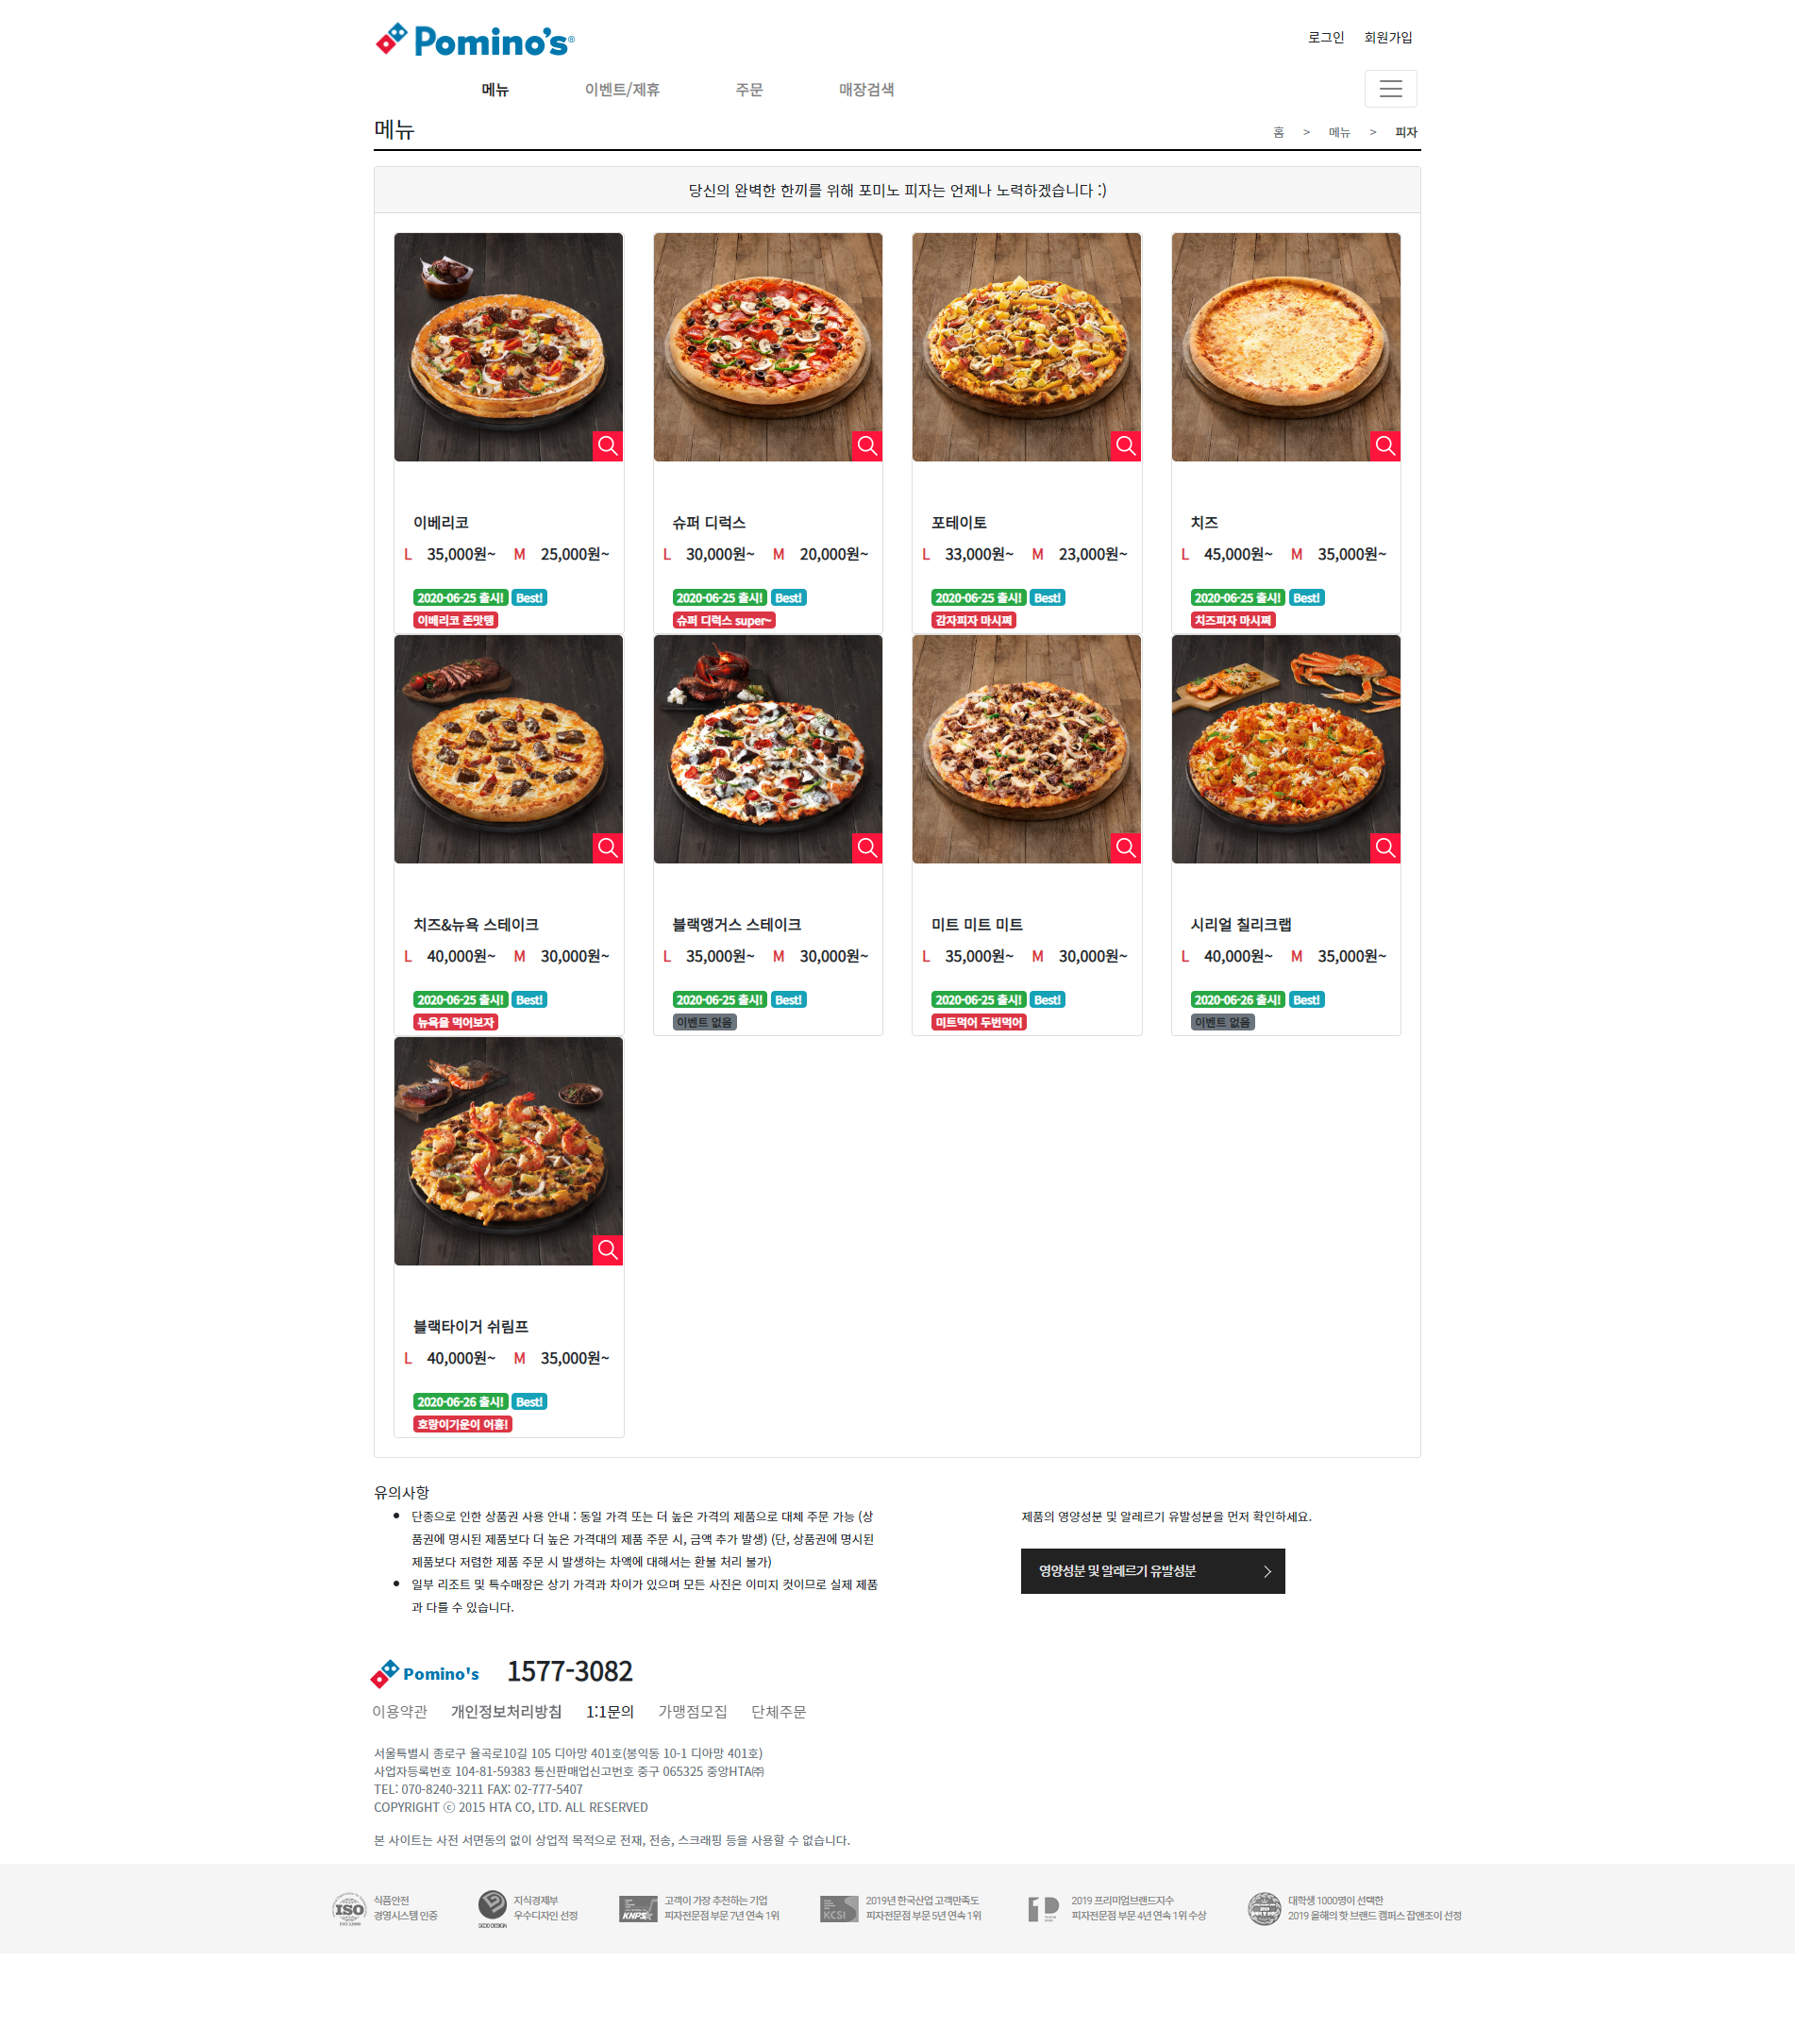 Pomino's®
로그인 회원가입
메뉴 이벤트/제휴 주문 매장검색
메뉴
홈 > 메뉴 > 피자
당신의 완벽한 한끼를 위해 포미노 피자는 언제나 노력하겠습니다 :)
이베리코
L 35,000원~ M 25,000원~
2020-06-25 출시! Best!
이베리코 존맛탱
슈퍼 디럭스
L 30,000원~ M 20,000원~
2020-06-25 출시! Best!
슈퍼 디럭스 super~
포테이토
L 33,000원~ M 23,000원~
2020-06-25 출시! Best!
감자피자 마시쪄
치즈
L 45,000원~ M 35,000원~
2020-06-25 출시! Best!
치즈피자 마시쪄
치즈&뉴욕 스테이크
L 40,000원~ M 30,000원~
2020-06-25 출시! Best!
뉴욕을 먹어보자
블랙앵거스 스테이크
L 35,000원~ M 30,000원~
2020-06-25 출시! Best!
이벤트 없음
미트 미트 미트
L 35,000원~ M 30,000원~
2020-06-25 출시! Best!
미트먹어 두번먹어
시리얼 칠리크랩
L 40,000원~ M 35,000원~
2020-06-26 출시! Best!
이벤트 없음
블랙타이거 쉬림프
L 40,000원~ M 35,000원~
2020-06-26 출시! Best!
호랑이기운이 어흥!
유의사항
단종으로 인한 상품권 사용 안내 : 동일 가격 또는 더 높은 가격의 제품으로 대체 주문 가능 (상
품권에 명시된 제품보다 더 높은 가격대의 제품 주문 시, 금액 추가 발생) (단, 상품권에 명시된
제품보다 저렴한 제품 주문 시 발생하는 차액에 대해서는 환불 처리 불가)
일부 리조트 및 특수매장은 상기 가격과 차이가 있으며 모든 사진은 이미지 컷이므로 실제 제품
과 다를 수 있습니다.
제품의 영양성분 및 알레르기 유발성분을 먼저 확인하세요.
영양성분 및 알레르기 유발성분
Pomino's 1577-3082
이용약관 개인정보처리방침 1:1문의 가맹점모집 단체주문
서울특별시 종로구 율곡로10길 105 디아망 401호(봉익동 10-1 디아망 401호)
사업자등록번호 104-81-59383 통신판매업신고번호 중구 065325 중앙HTA㈜
TEL: 070-8240-3211 FAX: 02-777-5407
COPYRIGHT ⓒ 2015 HTA CO, LTD. ALL RESERVED
본 사이트는 사전 서면동의 없이 상업적 목적으로 전재, 전송, 스크래핑 등을 사용할 수 없습니다.
ISO
식품안전
경영시스템 인증
GOOD DESIGN
지식경제부
우수디자인 선정
KNPS
고객이 가장 추천하는 기업
피자전문점 부문 7년 연속 1위
KCSI
2019년 한국산업 고객만족도
피자전문점 부문 5년 연속 1위
2019 프리미엄브랜드지수
피자전문점 부문 4년 연속 1위 수상
대학생 1000명이 선택한
2019 올해의 핫 브랜드 캠퍼스 잡앤조이 선정